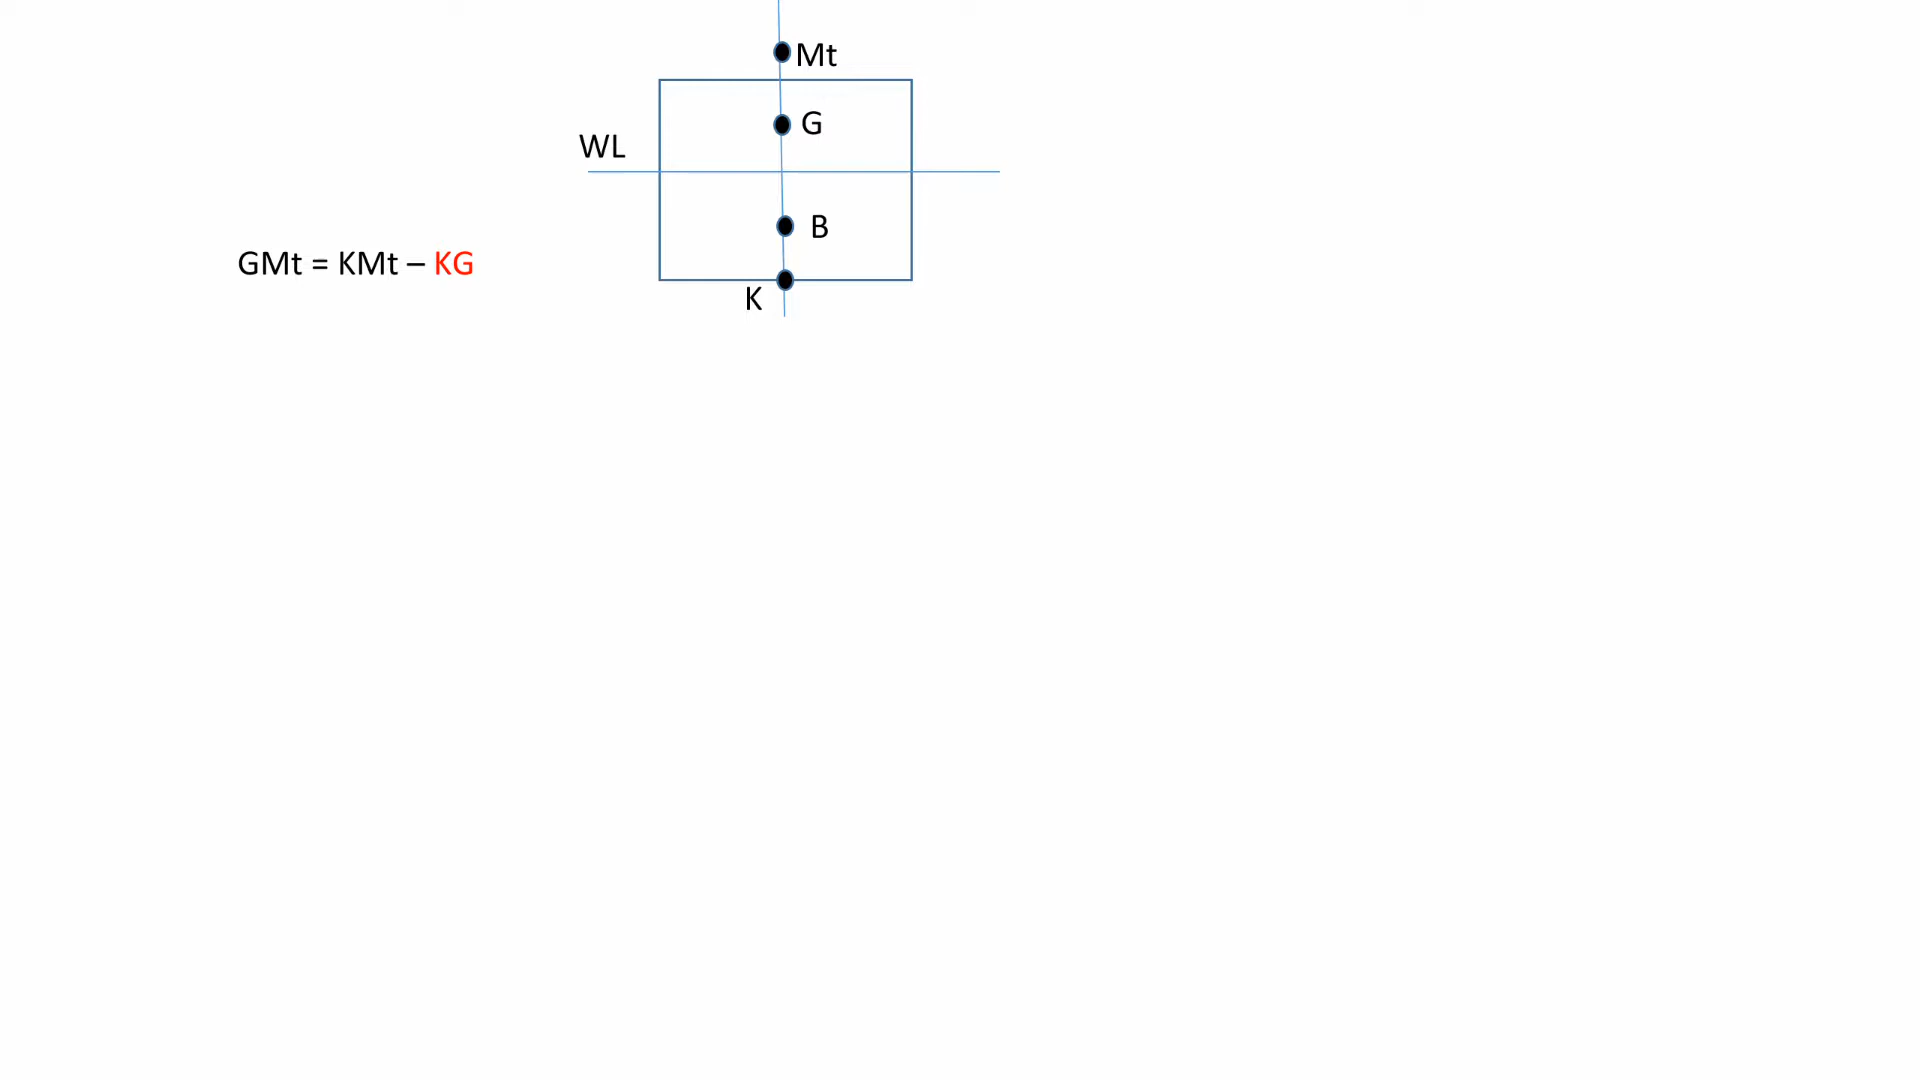 Mt
G
WL
B
GMt = KMt – KG
K